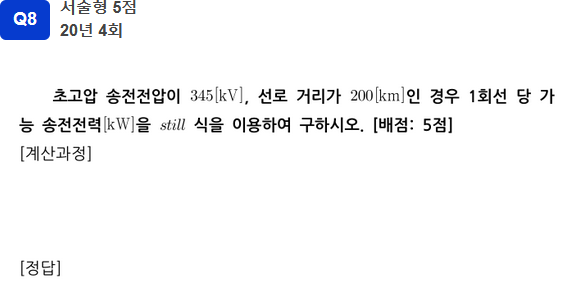 Q8
서술형 5점
20년 4회
초고압 송전전압이 345[kV], 선로 거리가 200[km]인 경우 1회선 당 가
능 송전전력[kW]을 still 식을 이용하여 구하시오. [배점: 5점]
[계산과정]
[정답]